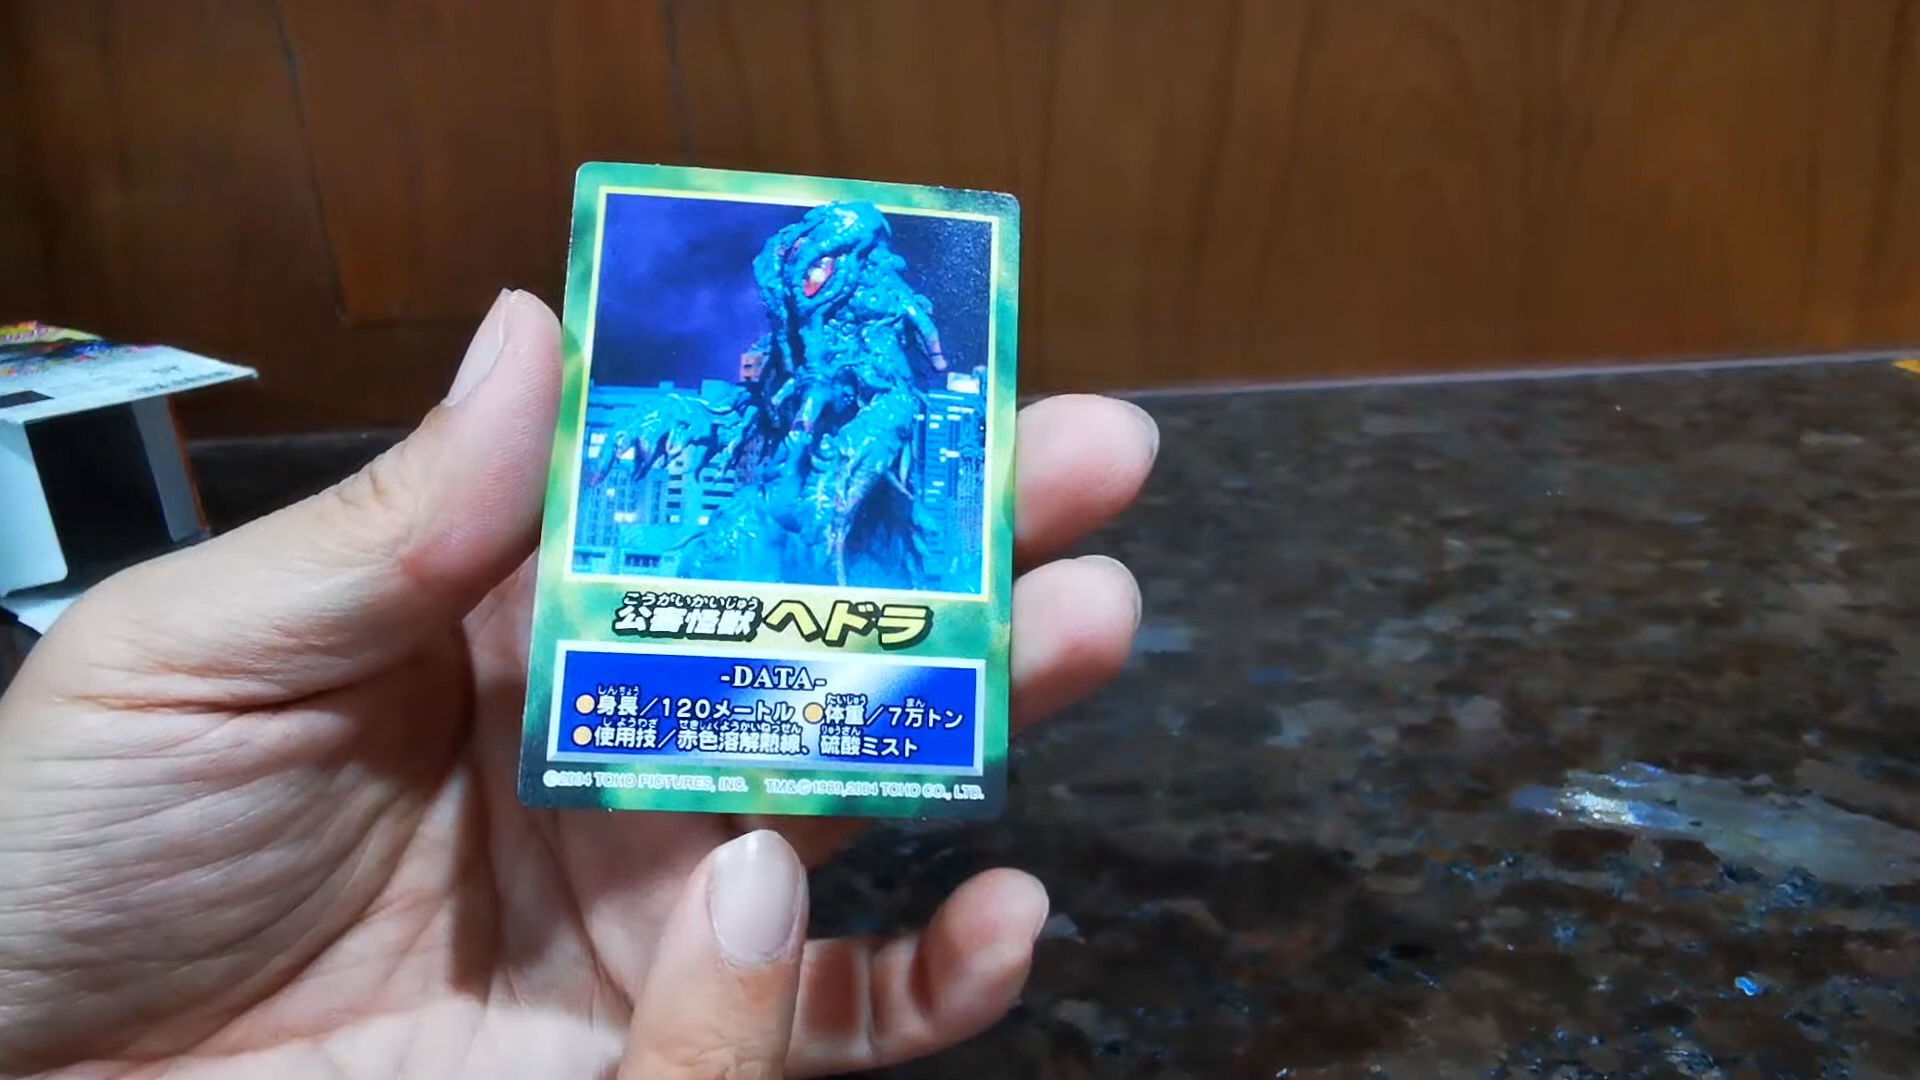 こうがいかいじゅう
公害怪獣ヘドラ
-DATA-
しんちょう たいじゅう まん
●身長/120メートル ●体重/7万トン
しようわざ せきしょくようかいねっせん りゅうさん
●使用技/赤色溶解熱線、硫酸ミスト
©2004 TOHO PICTURES, INC. TM&©1989,2004 TOHO CO., LTD.